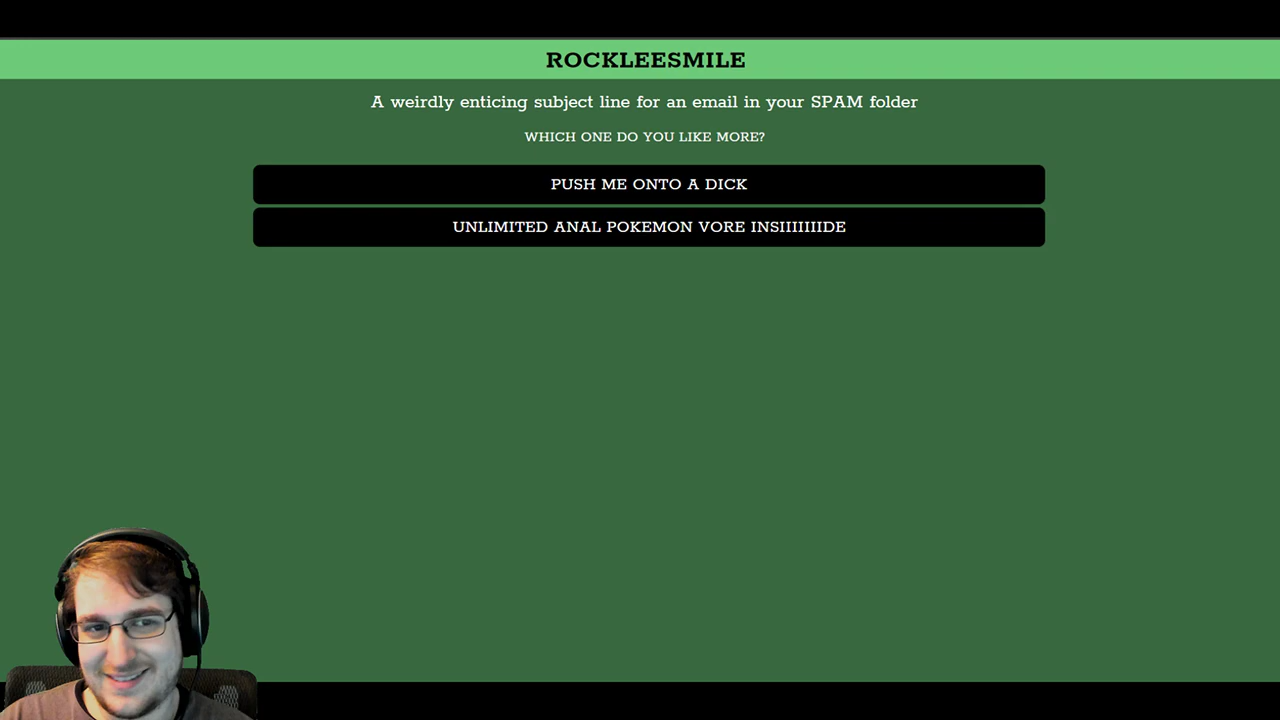 ROCKLEESMILE
A weirdly enticing subject line for an email in your SPAM folder
WHICH ONE DO YOU LIKE MORE?
PUSH ME ONTO A DICK
UNLIMITED ANAL POKEMON VORE INSIIIIIIIDE